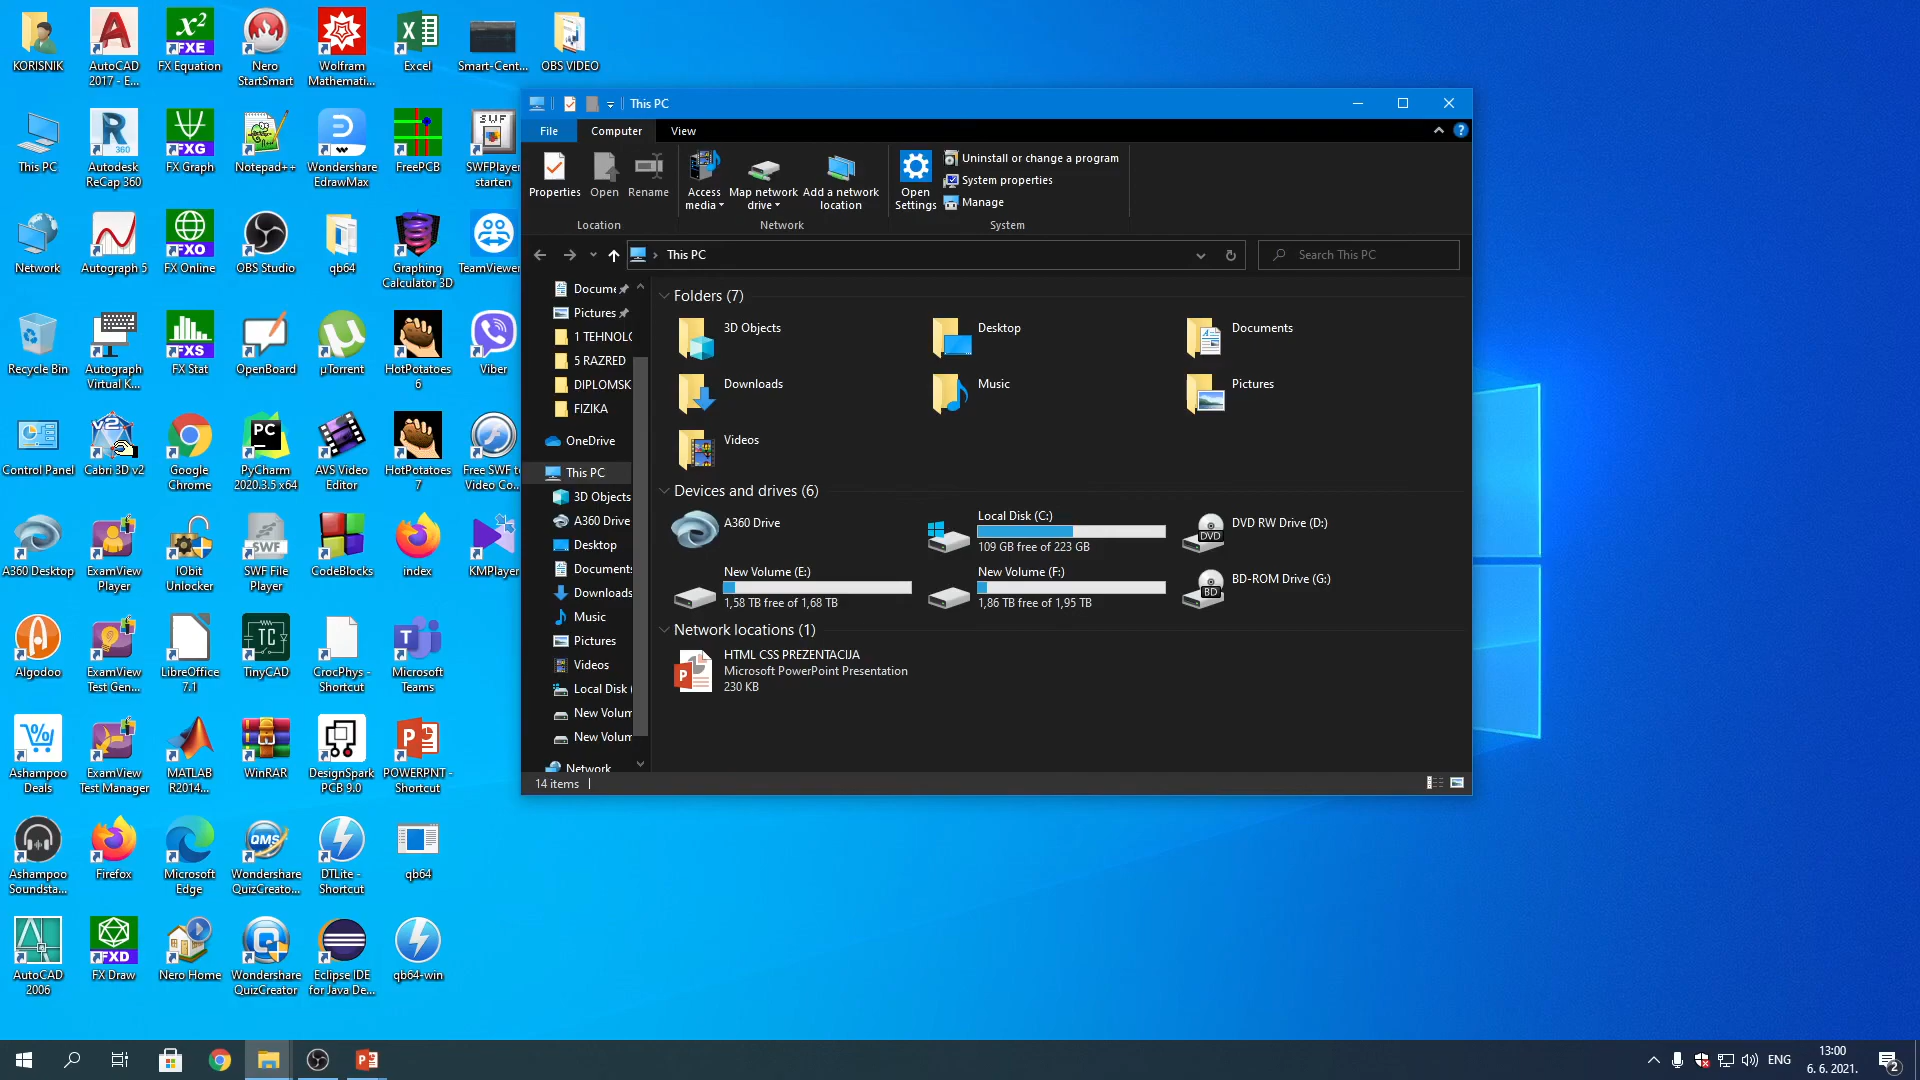 KORISNIK
AutoCAD
2017 - E...
FX Equation
Nero
StartSmart
Wolfram
Mathemati...
Excel
Smart-Cent...
OBS VIDEO
This PC
Autodesk
ReCap 360
FX Graph
Notepad++
Wondershare
EdrawMax
FreePCB
SWFPlayer
starten
Network
Autograph 5
FX Online
OBS Studio
qb64
Graphing
Calculator 3D
TeamViewer
Recycle Bin
Autograph
Virtual K...
FX Stat
OpenBoard
µTorrent
HotPotatoes
6
Viber
Control Panel
Cabri 3D v2
Google
Chrome
PyCharm
2020.3.5 x64
AVS Video
Editor
HotPotatoes
7
Free SWF to
Video Co...
A360 Desktop
ExamView
Player
IObit
Unlocker
SWF File
Player
CodeBlocks
index
KMPlayer
Algodoo
ExamView
Test Gen...
LibreOffice
7.1
TinyCAD
CrocPhys -
Shortcut
Microsoft
Teams
Ashampoo
Deals
ExamView
Test Manager
MATLAB
R2014...
WinRAR
DesignSpark
PCB 9.0
POWERPNT -
Shortcut
Ashampoo
Soundsta...
Firefox
Microsoft
Edge
Wondershare
QuizCreato...
DTLite -
Shortcut
qb64
AutoCAD
2006
FX Draw
Nero Home
Wondershare
QuizCreator
Eclipse IDE
for Java De...
qb64-win
This PC
File
Computer
View
Properties
Open
Rename
Location
Access
media
Map network
drive
Add a network
location
Network
Open
Settings
Uninstall or change a program
System properties
Manage
System
This PC
Search This PC
Docume
Pictures
1 TEHNOLO
5 RAZRED
DIPLOMSK
FIZIKA
OneDrive
This PC
3D Objects
A360 Drive
Desktop
Documents
Downloads
Music
Pictures
Videos
Local Disk (
New Volum
New Volum
Network
Folders (7)
3D Objects
Desktop
Documents
Downloads
Music
Pictures
Videos
Devices and drives (6)
A360 Drive
Local Disk (C:)
109 GB free of 223 GB
DVD RW Drive (D:)
New Volume (E:)
1,58 TB free of 1,68 TB
New Volume (F:)
1,86 TB free of 1,95 TB
BD-ROM Drive (G:)
Network locations (1)
HTML CSS PREZENTACIJA
Microsoft PowerPoint Presentation
230 KB
14 items
ENG
13:00
6. 6. 2021.
2